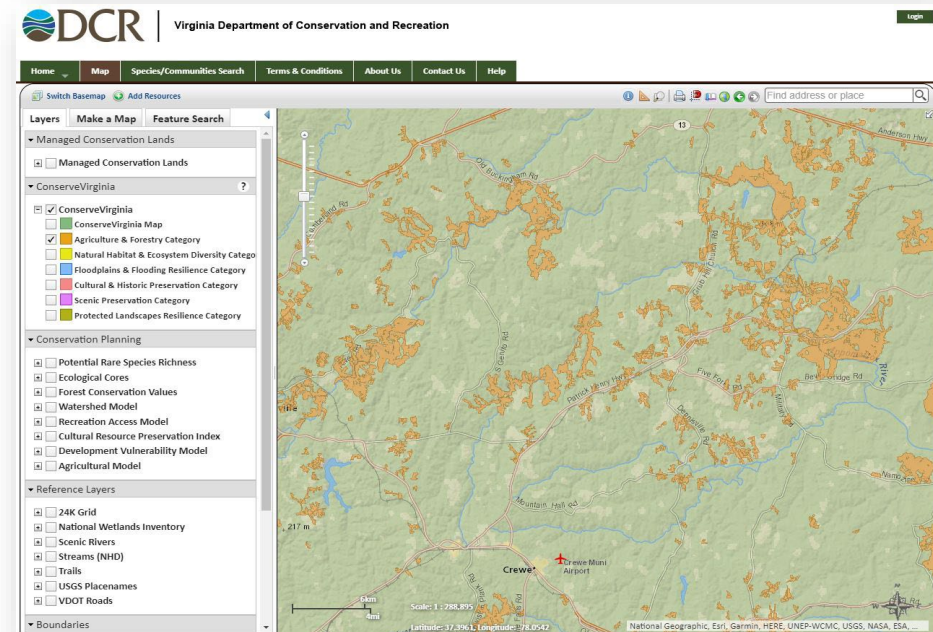 DCR
Virginia Department of Conservation and Recreation
Login
Home
Map
Species/Communities Search
Terms & Conditions
About Us
Contact Us
Help
Switch Basemap
Add Resources
Find address or place
Layers
Make a Map
Feature Search
Managed Conservation Lands
Managed Conservation Lands
ConserveVirginia ?
ConserveVirginia
ConserveVirginia Map
Agriculture & Forestry Category
Natural Habitat & Ecosystem Diversity Catego
Floodplains & Flooding Resilience Category
Cultural & Historic Preservation Category
Scenic Preservation Category
Protected Landscapes Resilience Category
Conservation Planning
Potential Rare Species Richness
Ecological Cores
Forest Conservation Values
Watershed Model
Recreation Access Model
Cultural Resource Preservation Index
Development Vulnerability Model
Agricultural Model
Reference Layers
24K Grid
National Wetlands Inventory
Scenic Rivers
Streams (NHD)
Trails
USGS Placenames
VDOT Roads
Boundaries
13
Anderson Hwy
Old Buckingham Rd
S Genito Rd
Patrick Henry Hwy
Five Forks Rd
Military Rd
River
Mountain Hall Rd
217 m
Crewe
Crewe Muni
Airport
6km
4mi
Scale: 1 : 288,895
Latitude: 37.3961, Longitude: -78.0542
N
W
E
National Geographic, Esri, Garmin, HERE, UNEP-WCMC, USGS, NASA, ESA, ...